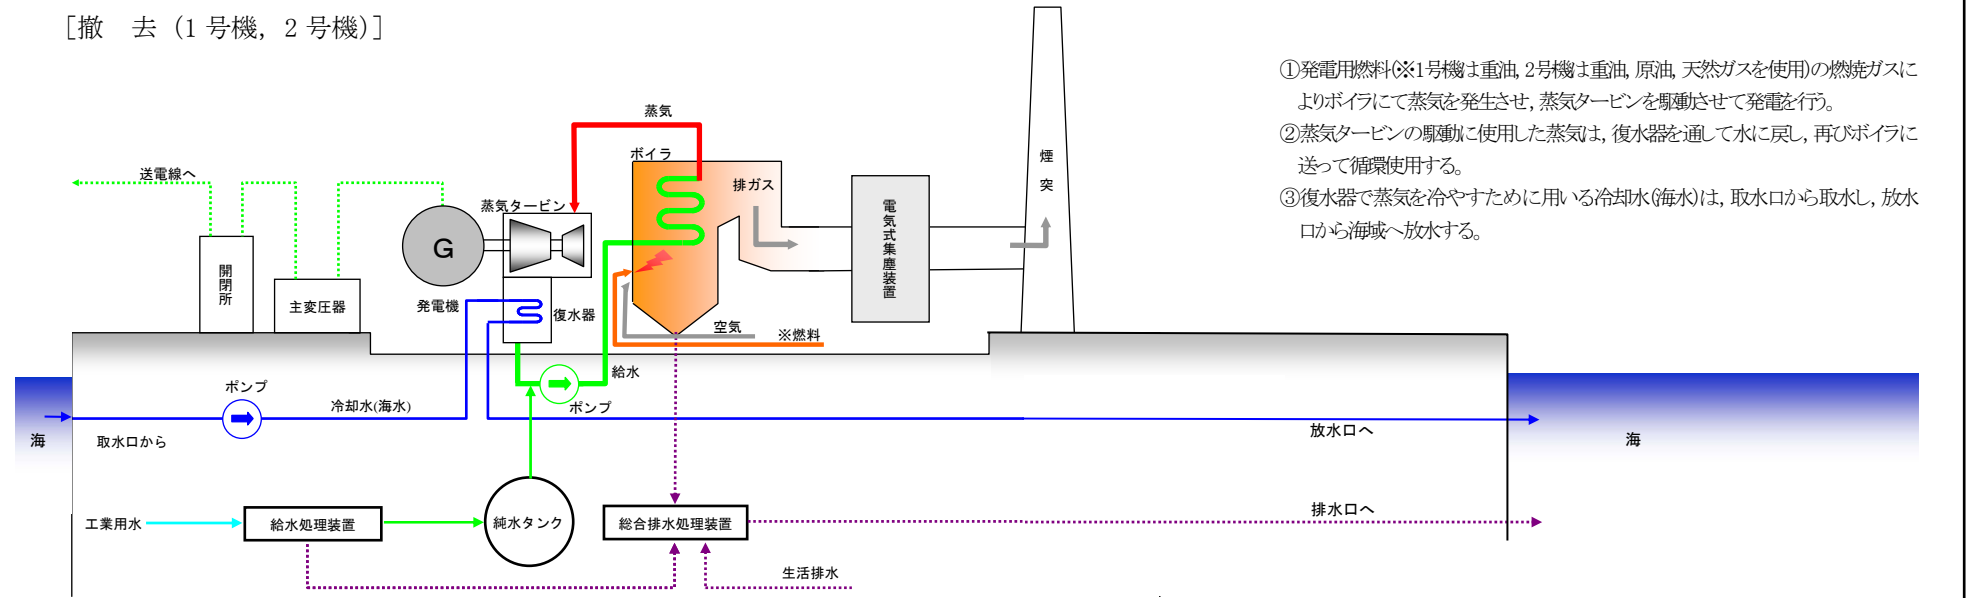 ［撤　去（1 号機，2 号機）］
①発電用燃料(※1号機は重油, 2号機は重油, 原油, 天然ガスを使用)の燃焼ガスに
よりボイラにて蒸気を発生させ, 蒸気タービンを駆動させて発電を行う。
②蒸気タービンの駆動に使用した蒸気は, 復水器を通して水に戻し, 再びボイラに
送って循環使用する。
③復水器で蒸気を冷やすために用いる冷却水(海水)は, 取水口から取水し, 放水
口から海域へ放水する。
蒸気
ボイラ
煙突
送電線へ
排ガス
蒸気タービン
電気式集塵装置
G
開閉所
主変圧器
発電機
復水器
空気
※燃料
給水
ポンプ
ポンプ
冷却水(海水)
海
取水口から
放水口へ
海
工業用水
給水処理装置
純水タンク
総合排水処理装置
排水口へ
生活排水